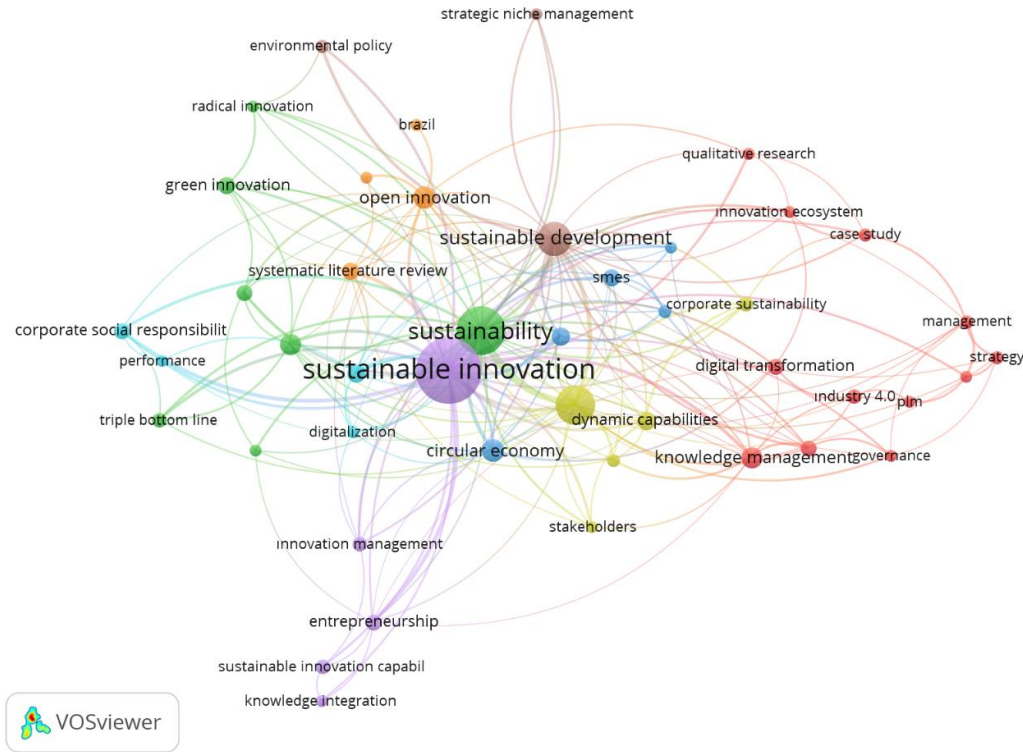 strategic niche management
environmental policy
radical innovation
brazil
qualitative research
green innovation
open innovation
innovation ecosystem
case study
sustainable development
systematic literature review
smes
corporate sustainability
corporate social responsibilit
sustainability
management
performance
sustainable innovation
digital transformation
strategy
industry 4.0
plm
triple bottom line
digitalization
dynamic capabilities
circular economy
knowledge management
governance
stakeholders
innovation management
entrepreneurship
sustainable innovation capabil
knowledge integration
VOSviewer